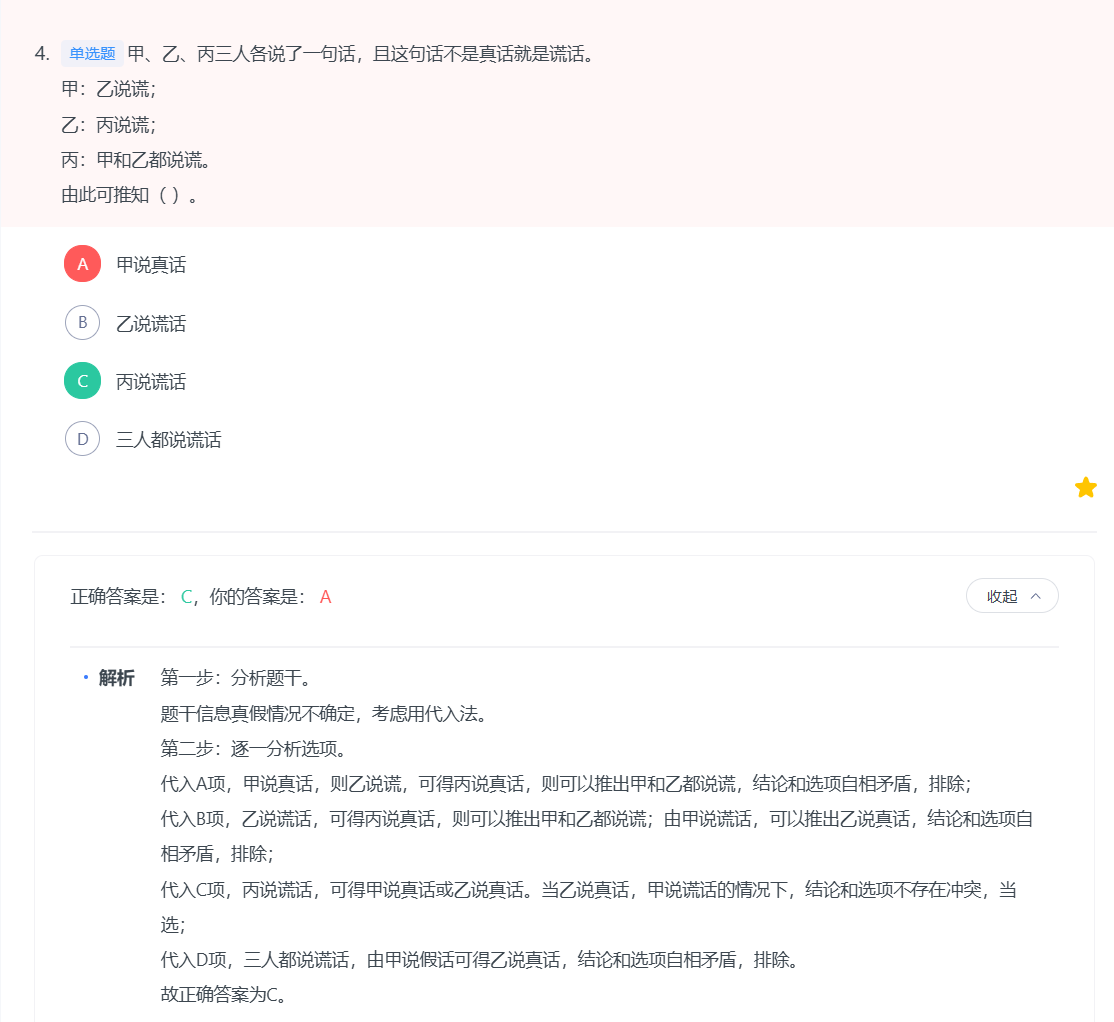 4. 单选题 甲、乙、丙三人各说了一句话，且这句话不是真话就是谎话。
甲：乙说谎；
乙：丙说谎；
丙：甲和乙都说谎。
由此可推知（ ）。
A 甲说真话
B 乙说谎话
C 丙说谎话
D 三人都说谎话
正确答案是： C，你的答案是： A
收起
· 解析 第一步：分析题干。
题干信息真假情况不确定，考虑用代入法。
第二步：逐一分析选项。
代入A项，甲说真话，则乙说谎，可得丙说真话，则可以推出甲和乙都说谎，结论和选项自相矛盾，排除；
代入B项，乙说谎话，可得丙说真话，则可以推出甲和乙都说谎；由甲说谎话，可以推出乙说真话，结论和选项自
相矛盾，排除；
代入C项，丙说谎话，可得甲说真话或乙说真话。当乙说真话，甲说谎话的情况下，结论和选项不存在冲突，当
选；
代入D项，三人都说谎话，由甲说假话可得乙说真话，结论和选项自相矛盾，排除。
故正确答案为C。